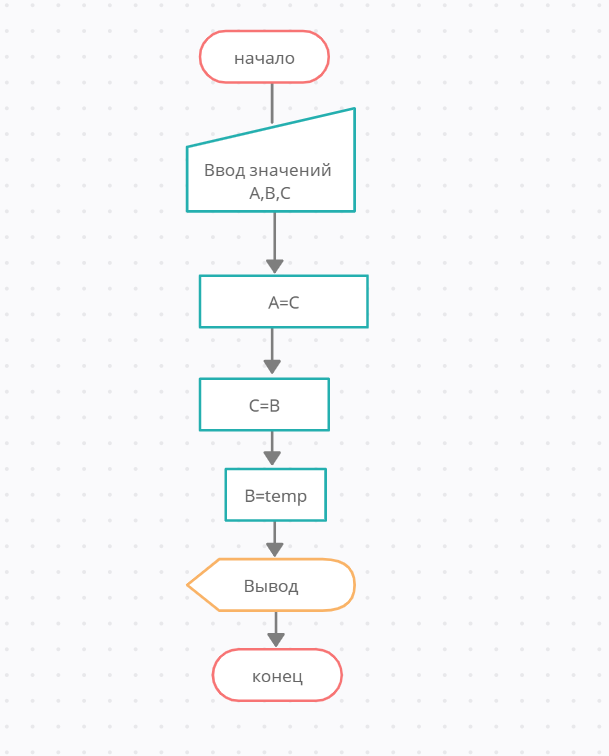 начало
Ввод значений
A,B,C
A=C
C=B
B=temp
Вывод
конец